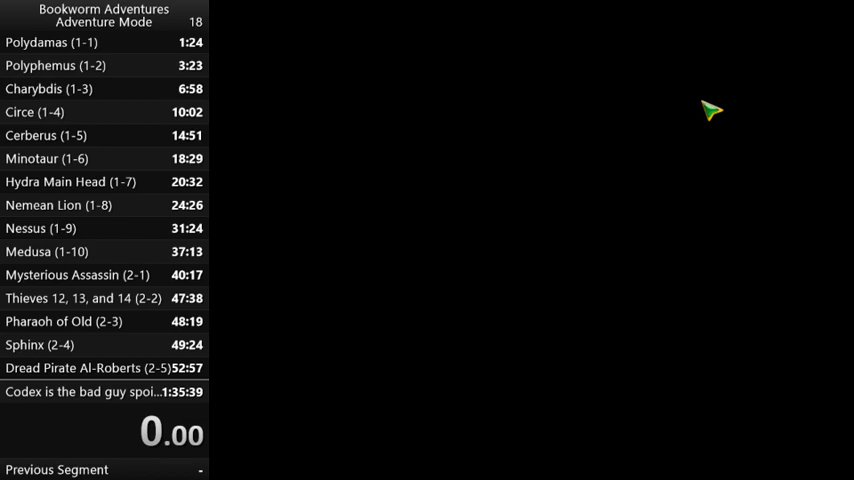 Bookworm Adventures
Adventure Mode 18
Polydamas (1-1) 1:24
Polyphemus (1-2) 3:23
Charybdis (1-3) 6:58
Circe (1-4) 10:02
Cerberus (1-5) 14:51
Minotaur (1-6) 18:29
Hydra Main Head (1-7) 20:32
Nemean Lion (1-8) 24:26
Nessus (1-9) 31:24
Medusa (1-10) 37:13
Mysterious Assassin (2-1) 40:17
Thieves 12, 13, and 14 (2-2) 47:38
Pharaoh of Old (2-3) 48:19
Sphinx (2-4) 49:24
Dread Pirate Al-Roberts (2-5) 52:57
Codex is the bad guy spoi... 1:35:39
0.00
Previous Segment -